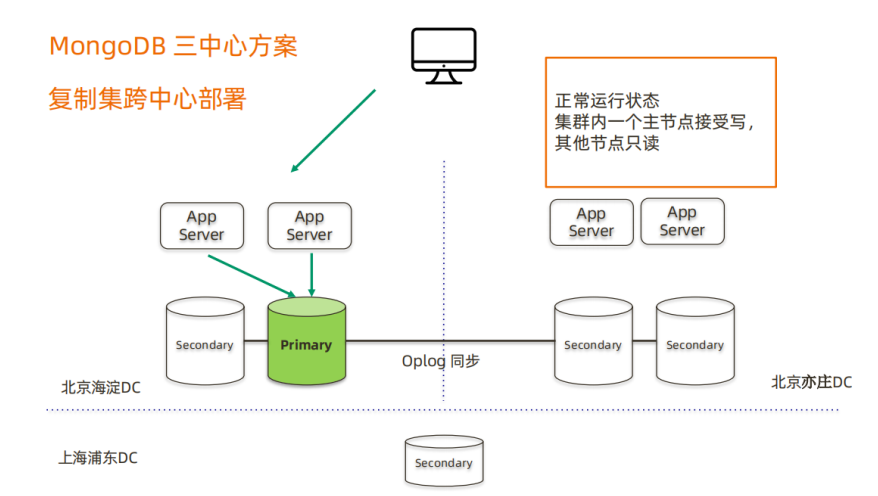 MongoDB 三中心方案
复制集跨中心部署
正常运行状态
集群内一个主节点接受写，
其他节点只读
App
Server
App
Server
App
Server
App
Server
Secondary
Primary
Secondary
Secondary
Oplog 同步
北京海淀DC
北京亦庄DC
上海浦东DC
Secondary